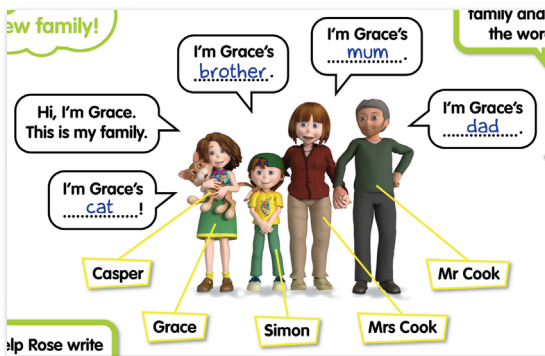 ew family!
family and
the wor
I'm Grace's
brother.
I'm Grace's
mum.
Hi, I'm Grace.
This is my family.
I'm Grace's
dad.
I'm Grace's
cat!
Casper
Grace
Simon
Mrs Cook
Mr Cook
elp Rose write